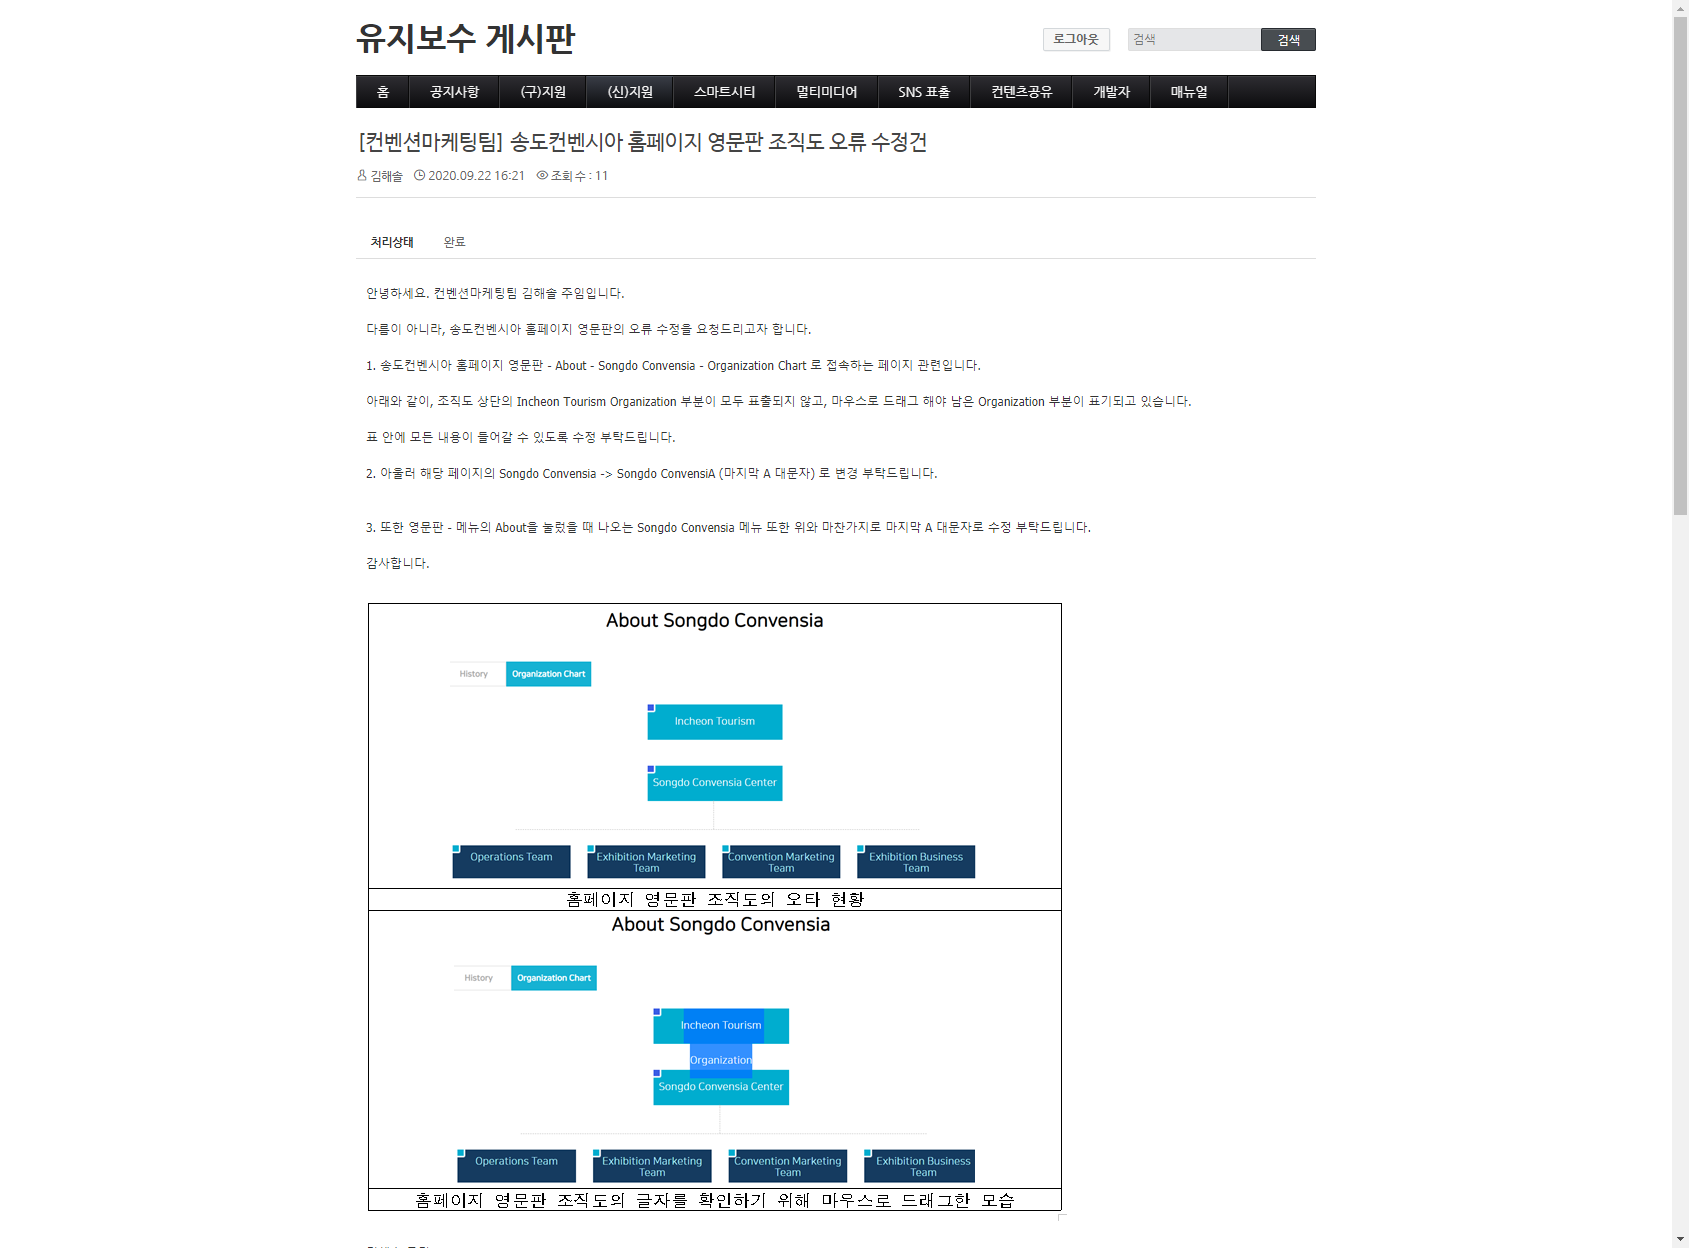 유지보수 게시판
로그아웃 검색 검색
홈 공지사항 (구)지원 (신)지원 스마트시티 멀티미디어 SNS 표출 컨텐츠공유 개발자 매뉴얼
[컨벤션마케팅팀] 송도컨벤시아 홈페이지 영문판 조직도 오류 수정건
김해솔 2020.09.22 16:21 조회 수 : 11
처리상태 완료
안녕하세요. 컨벤션마케팅팀 김해솔 주임입니다.
다름이 아니라, 송도컨벤시아 홈페이지 영문판의 오류 수정을 요청드리고자 합니다.
1. 송도컨벤시아 홈페이지 영문판 - About - Songdo Convensia - Organization Chart 로 접속하는 페이지 관련입니다.
아래와 같이, 조직도 상단의 Incheon Tourism Organization 부분이 모두 표출되지 않고, 마우스로 드래그 해야 남은 Organization 부분이 표기되고 있습니다.
표 안에 모든 내용이 들어갈 수 있도록 수정 부탁드립니다.
2. 아울러 해당 페이지의 Songdo Convensia -> Songdo ConvensiA (마지막 A 대문자) 로 변경 부탁드립니다.
3. 또한 영문판 - 메뉴의 About을 눌렀을 때 나오는 Songdo Convensia 메뉴 또한 위와 마찬가지로 마지막 A 대문자로 수정 부탁드립니다.
감사합니다.
About Songdo Convensia
History Organization Chart
Incheon Tourism
Songdo Convensia Center
Operations Team Exhibition Marketing Convention Marketing Exhibition Business
Team Team Team
홈페이지 영문판 조직도의 오타 현황
About Songdo Convensia
History Organization Chart
Incheon Tourism
Organization
Songdo Convensia Center
Operations Team Exhibition Marketing Convention Marketing Exhibition Business
Team Team Team
홈페이지 영문판 조직도의 글자를 확인하기 위해 마우스로 드래그한 모습